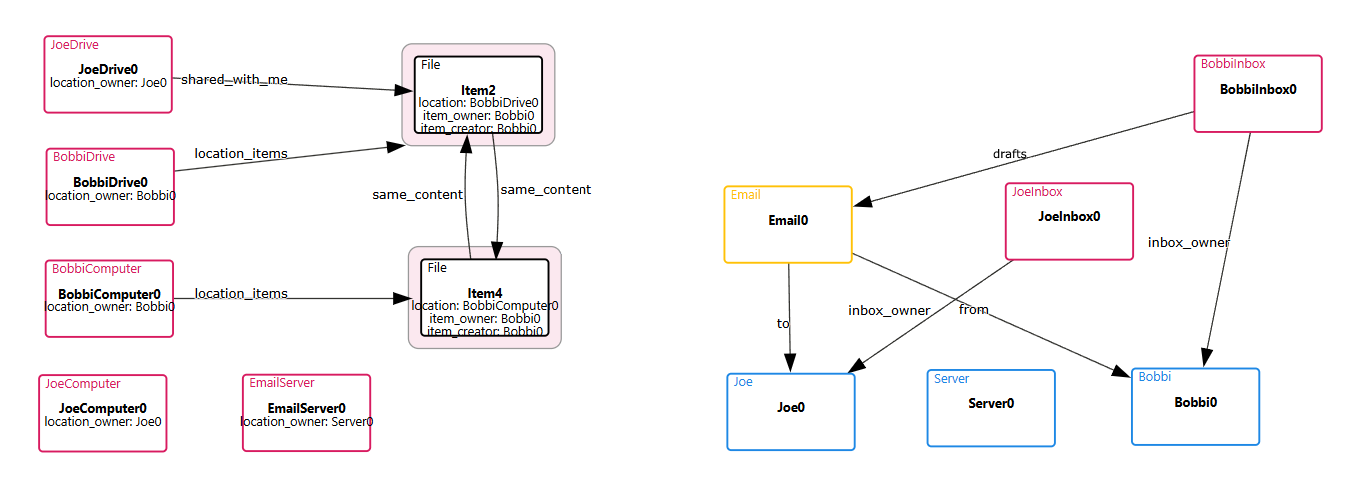 JoeDrive
JoeDrive0
location_owner: Joe0
shared_with_me
File
Item2
location: BobbiDrive0
item_owner: Bobbi0
item_creator: Bobbi0
BobbiDrive
BobbiDrive0
location_owner: Bobbi0
location_items
same_content
same_content
BobbiComputer
BobbiComputer0
location_owner: Bobbi0
location_items
File
Item4
location: BobbiComputer0
item_owner: Bobbi0
item_creator: Bobbi0
JoeComputer
JoeComputer0
location_owner: Joe0
EmailServer
EmailServer0
location_owner: Server0
BobbiInbox
BobbiInbox0
drafts
Email
Email0
JoeInbox
JoeInbox0
inbox_owner
inbox_owner
from
to
Joe
Joe0
Server
Server0
Bobbi
Bobbi0